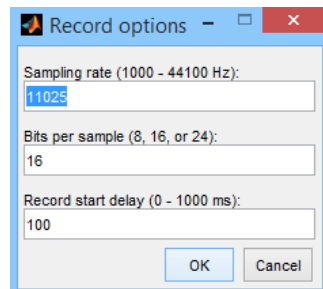 Record options
Sampling rate (1000 - 44100 Hz):
11025
Bits per sample (8, 16, or 24):
16
Record start delay (0 - 1000 ms):
100
OK Cancel